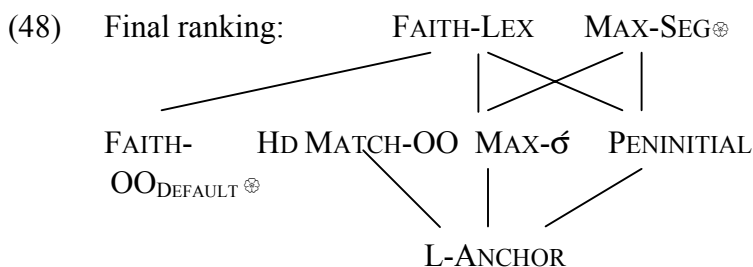 (48) Final ranking: FAITH-LEX MAX-SEG֍
FAITH- HD MATCH-OO MAX-σ́ PENINITIAL
OODEFAULT ֍
L-ANCHOR